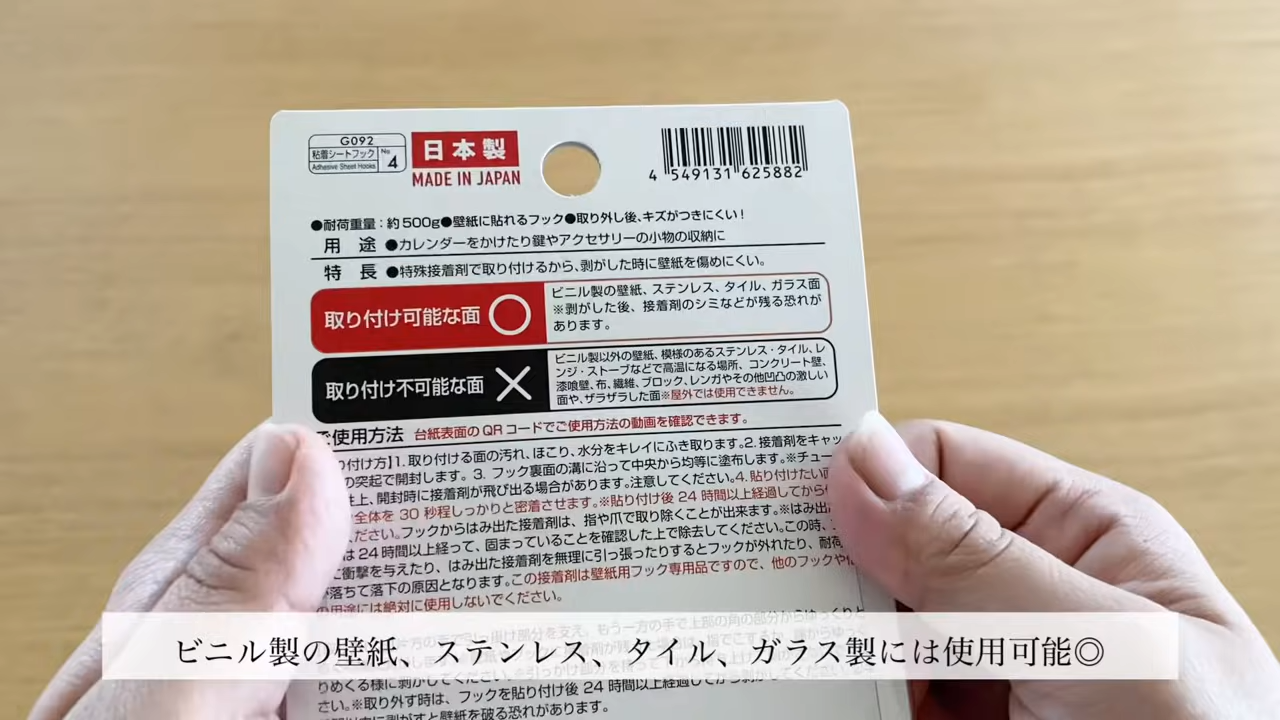 G092
粘着シートフック
Adhesive Sheet Hooks
No 4
日本製
MADE IN JAPAN
4 549131 625882
●耐荷重量：約500g●壁紙に貼れるフック●取り外し後、キズがつきにくい！
用 途 ●カレンダーをかけたり鍵やアクセサリーの小物の収納に
特 長 ●特殊接着剤で取り付けるから、剥がした時に壁紙を傷めにくい。
取り付け可能な面 ○
ビニル製の壁紙、ステンレス、タイル、ガラス面
※剥がした後、接着剤のシミなどが残る恐れが
あります。
取り付け不可能な面 ×
ビニル製以外の壁紙、模様のあるステンレス・タイル、レ
ンジ・ストーブなどで高温になる場所、コンクリート壁、
漆喰壁、布、繊維、ブロック、レンガやその他凹凸の激しい
面や、ザラザラした面※屋外では使用できません。
ご使用方法 台紙表面のQRコードでご使用方法の動画を確認できます。
り付け方】1. 取り付ける面の汚れ、ほこり、水分をキレイにふき取ります。2. 接着剤をキャッ
の突起で開封します。3. フック裏面の溝に沿って中央から均等に塗布します。※チュー
上、開封時に接着剤が飛び出る場合があります。注意してください。4. 貼り付けたい
全体を 30 秒程しっかりと密着させます。※貼り付け後 24 時間以上経過してから
ださい。フックからはみ出た接着剤は、指や爪で取り除くことが出来ます。※はみ出
は 24 時間以上経って、固まっていることを確認した上で除去してください。この時、
に衝撃を与えたり、はみ出た接着剤を無理に引っ張ったりするとフックが外れたり、耐荷
が落ちて落下の原因となります。この接着剤は壁紙用フック専用品ですので、他のフックや
の用途には絶対に使用しないでください。
ビニル製の壁紙、ステンレス、タイル、ガラス製には使用可能◎
りめくる様に剥がしてください。
さい。※取り外す時は、フックを貼り付け後 24 時間以上経過してから剥が
に剥がすと壁紙を破る恐れがあります。